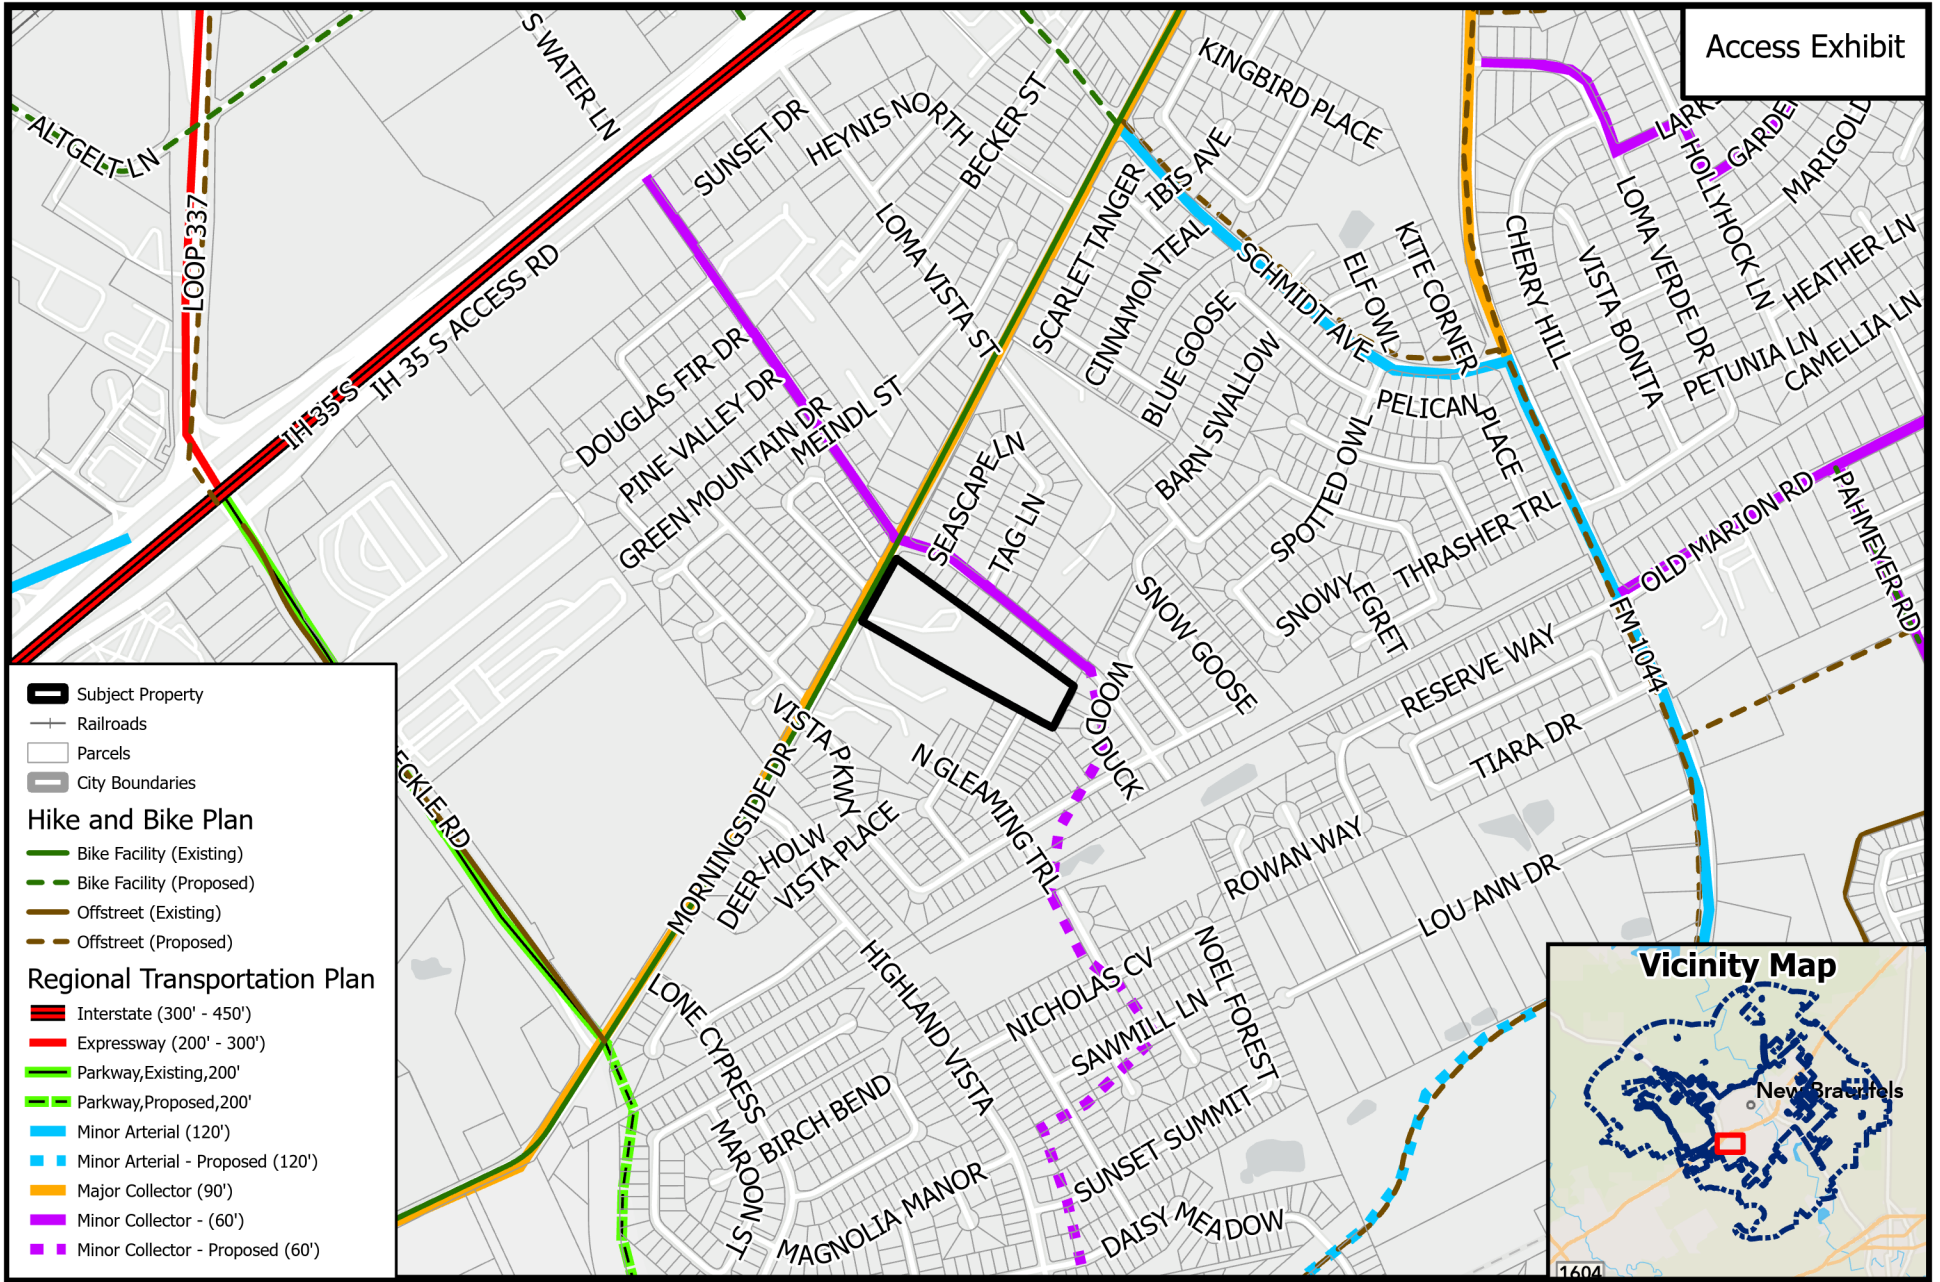 Access Exhibit
S WATER LN
ALTGELT LN
LOOP 337
SUNSET DR
HEYNIS NORTH
BECKER ST
KINGBIRD PLACE
IBIS AVE
SCARLET TANGER
CINNAMON TEAL
SCHMIDT AVE
ELF OWL
KITE CORNER
CHERRY HILL
LOMA VERDE DR
HOLLYHOCK LN
MARIGOLD
HEATHER LN
VISTA BONITA
PETUNIA LN
CAMELLIA LN
LOMA VISTA ST
IH 35 S ACCESS RD
IH 35 S
DOUGLAS FIR DR
PINE VALLEY DR
GREEN MOUNTAIN DR
MEINDL ST
BLUE GOOSE
BARN SWALLOW
PELICAN PLACE
SPOTTED OWL
THRASHER TRL
SEASCAPE LN
TAG LN
SNOW GOOSE
SNOWY EGRET
OLD MARION RD
PAHMEYER RD
FM 1044
RESERVE WAY
TIARA DR
WOOD DUCK
VISTA PKWY
N GLEAMING TRL
MORNINGSIDE DR
DEER HOLW
VISTA PLACE
ROWAN WAY
LOU ANN DR
ECKLE RD
HIGHLAND VISTA
LONE CYPRESS
NICHOLAS CV
SAWMILL LN
NOEL FOREST
BIRCH BEND
MAROON ST
MAGNOLIA MANOR
SUNSET SUMMIT
DAISY MEADOW
Subject Property
Railroads
Parcels
City Boundaries
Hike and Bike Plan
Bike Facility (Existing)
Bike Facility (Proposed)
Offstreet (Existing)
Offstreet (Proposed)
Regional Transportation Plan
Interstate (300' - 450')
Expressway (200' - 300')
Parkway,Existing,200'
Parkway,Proposed,200'
Minor Arterial (120')
Minor Arterial - Proposed (120')
Major Collector (90')
Minor Collector - (60')
Minor Collector - Proposed (60')
Vicinity Map
New Braunfels
1604